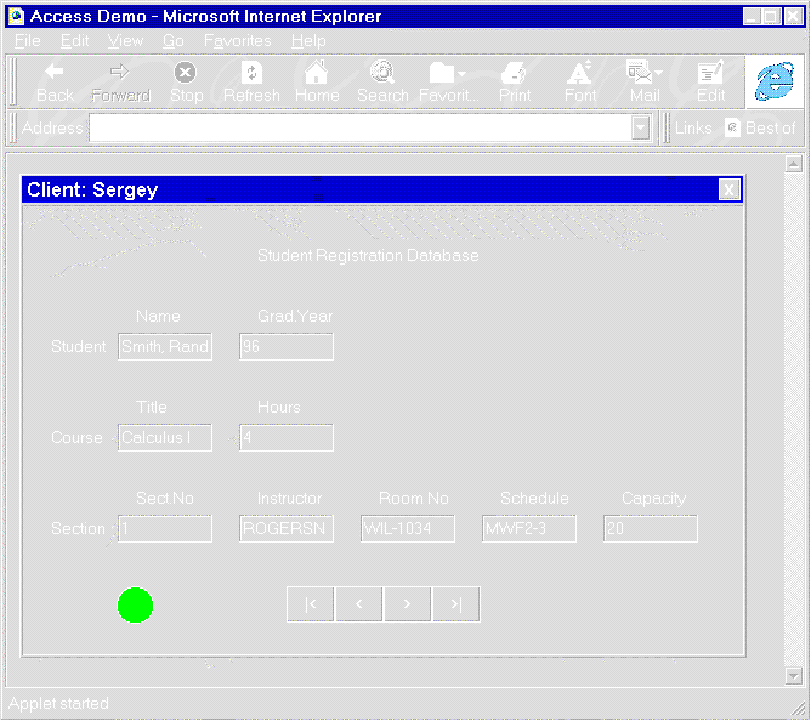 Access Demo - Microsoft Internet Explorer
File Edit View Go Favorites Help
Back Forward Stop Refresh Home Search Favorit... Print Font Mail Edit
Address Links Best of
Client: Sergey X
Student Registration Database
Name Grad.Year
Student Smith, Rand 96
Title Hours
Course Calculus I 4
Sect No Instructor Room No Schedule Capacity
Section 1 ROGERSN WIL-1034 MWF2-3 20
|< < > >|
Applet started